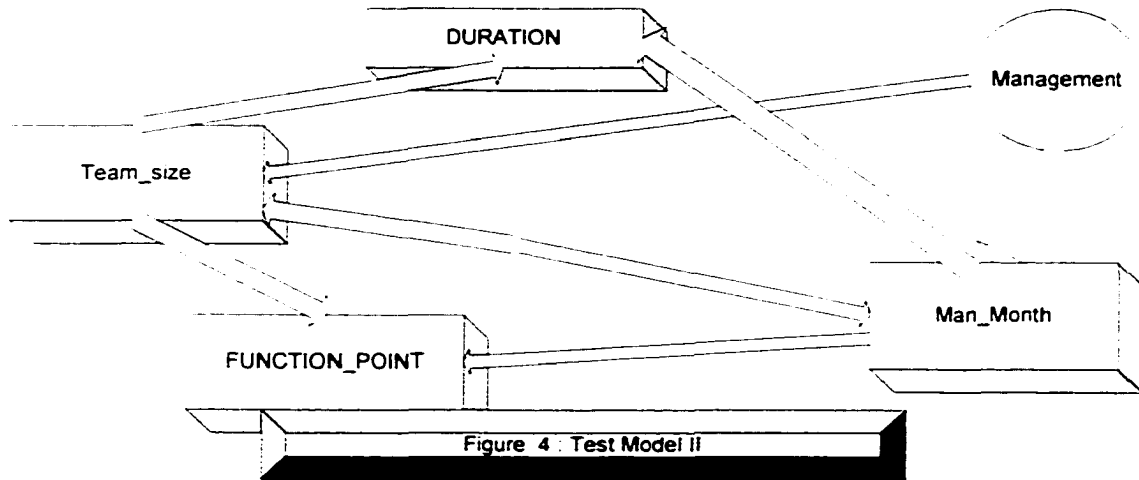 DURATION
Management
Team_size
Man_Month
FUNCTION_POINT
Figure 4 : Test Model II